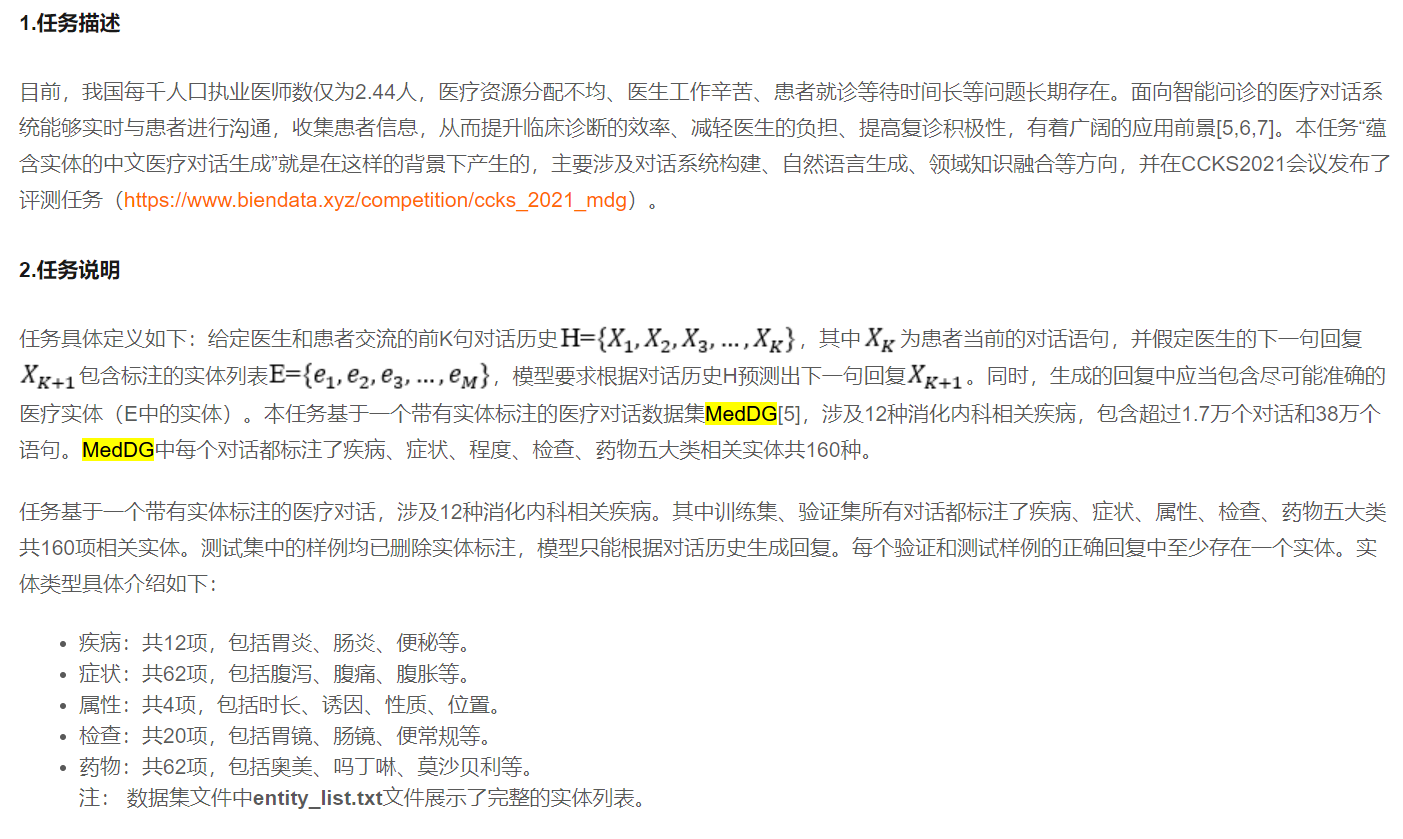 1.任务描述
目前，我国每千人口执业医师数仅为2.44人，医疗资源分配不均、医生工作辛苦、患者就诊等待时间长等问题长期存在。面向智能问诊的医疗对话系
统能够实时与患者进行沟通，收集患者信息，从而提升临床诊断的效率、减轻医生的负担、提高复诊积极性，有着广阔的应用前景[5,6,7]。本任务“蕴
含实体的中文医疗对话生成”就是在这样的背景下产生的，主要涉及对话系统构建、自然语言生成、领域知识融合等方向，并在CCKS2021会议发布了
评测任务（https://www.biendata.xyz/competition/ccks_2021_mdg）。
2.任务说明
任务具体定义如下：给定医生和患者交流的前K句对话历史H={X₁, X₂, X₃, ..., X_K}，其中X_K为患者当前的对话语句，并假定医生的下一句回复
X_{K+1}包含标注的实体列表E={e₁, e₂, e₃, ..., e_M}，模型要求根据对话历史H预测出下一句回复X_{K+1}。同时，生成的回复中应当包含尽可能准确的
医疗实体（E中的实体）。本任务基于一个带有实体标注的医疗对话数据集MedDG[5]，涉及12种消化内科相关疾病，包含超过1.7万个对话和38万个
语句。MedDG中每个对话都标注了疾病、症状、程度、检查、药物五大类相关实体共160种。
任务基于一个带有实体标注的医疗对话，涉及12种消化内科相关疾病。其中训练集、验证集所有对话都标注了疾病、症状、属性、检查、药物五大类
共160项相关实体。测试集中的样例均已删除实体标注，模型只能根据对话历史生成回复。每个验证和测试样例的正确回复中至少存在一个实体。实
体类型具体介绍如下：
• 疾病：共12项，包括胃炎、肠炎、便秘等。
• 症状：共62项，包括腹泻、腹痛、腹胀等。
• 属性：共4项，包括时长、诱因、性质、位置。
• 检查：共20项，包括胃镜、肠镜、便常规等。
• 药物：共62项，包括奥美、吗丁啉、莫沙贝利等。
注： 数据集文件中entity_list.txt文件展示了完整的实体列表。